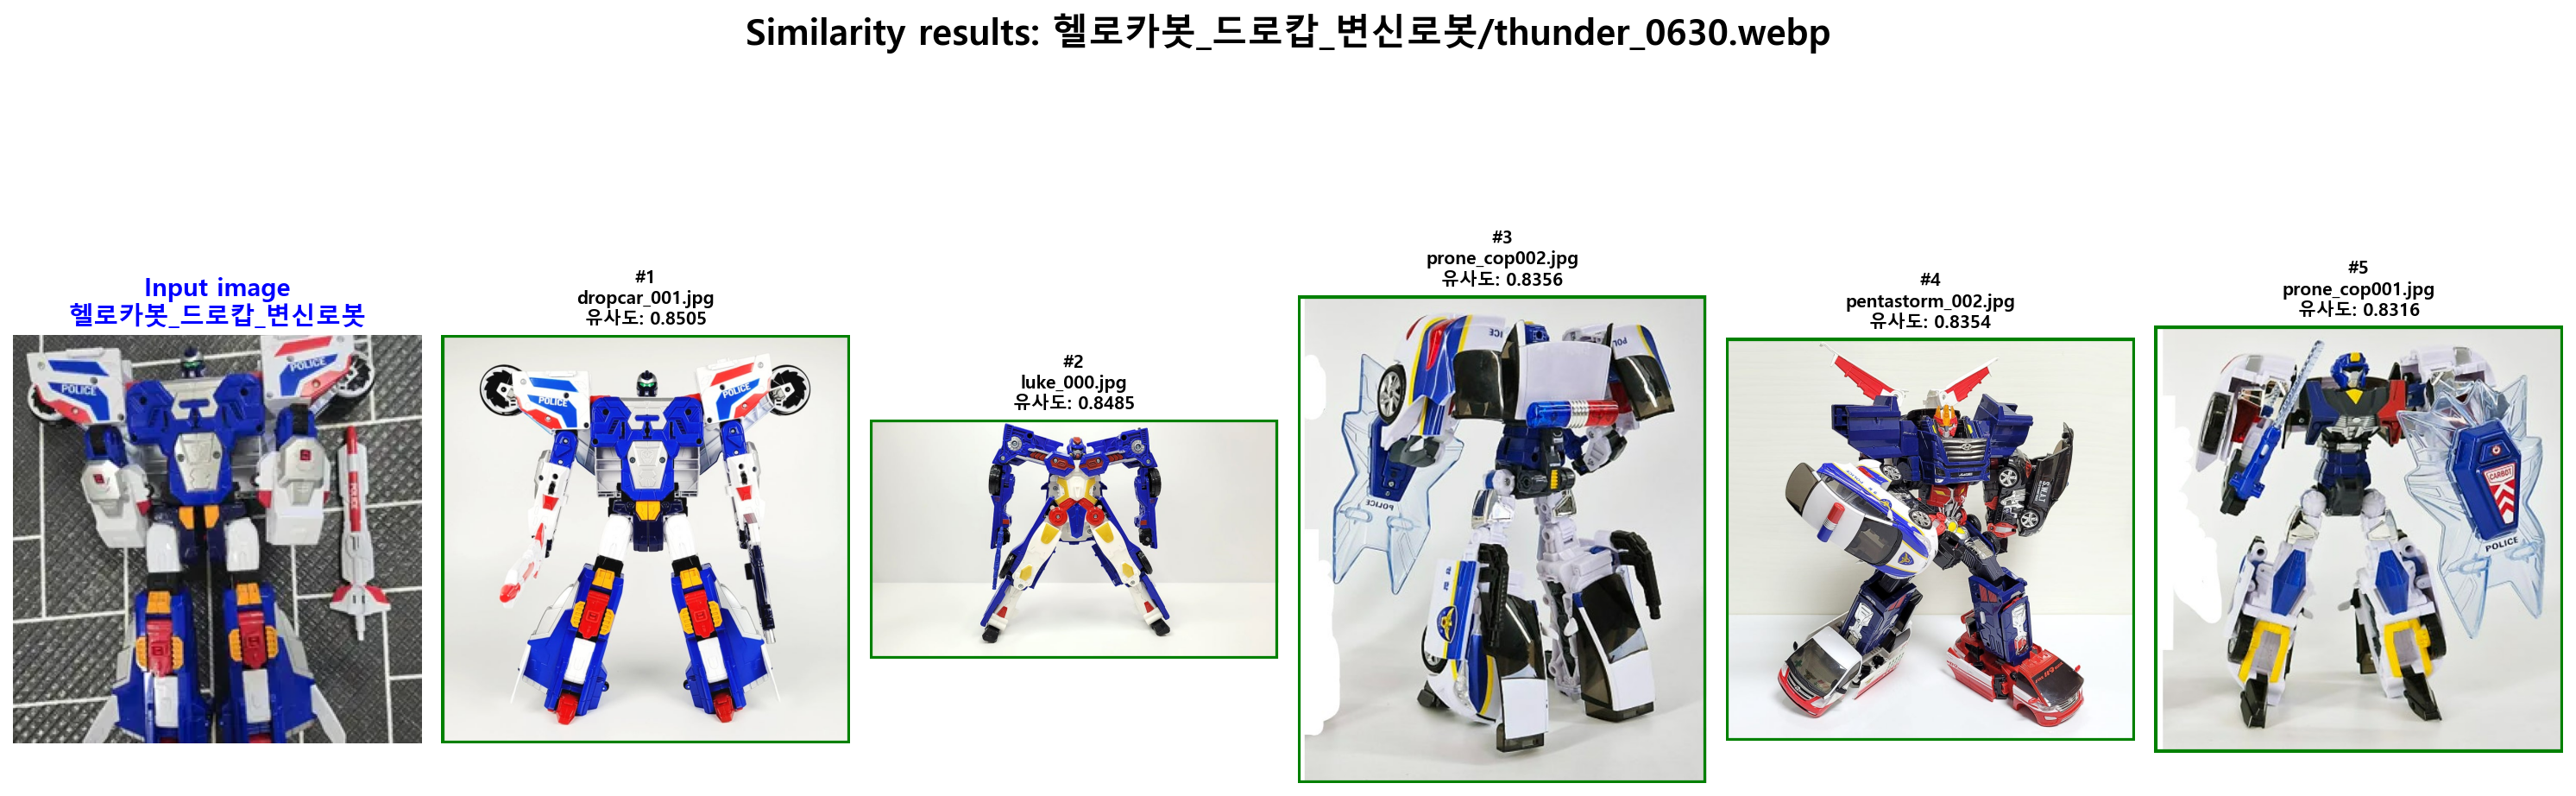 Similarity results: 헬로카봇_드로캅_변신로봇/thunder_0630.webp
Input image
헬로카봇_드로캅_변신로봇
POLICE
POLICE
POLICE
#1
dropcar_001.jpg
유사도: 0.8505
POLICE
POLICE
#2
luke_000.jpg
유사도: 0.8485
#3
prone_cop002.jpg
유사도: 0.8356
POLICE
#4
pentastorm_002.jpg
유사도: 0.8354
#5
prone_cop001.jpg
유사도: 0.8316
CARBOT
POLICE